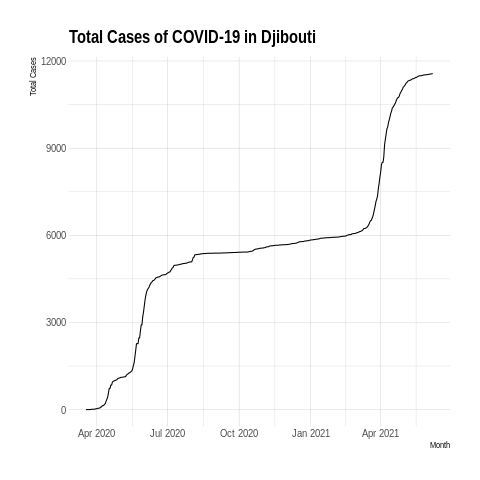 Total Cases of COVID-19 in Djibouti
Total Cases
12000
9000
6000
3000
0
Apr 2020 Jul 2020 Oct 2020 Jan 2021 Apr 2021
Month